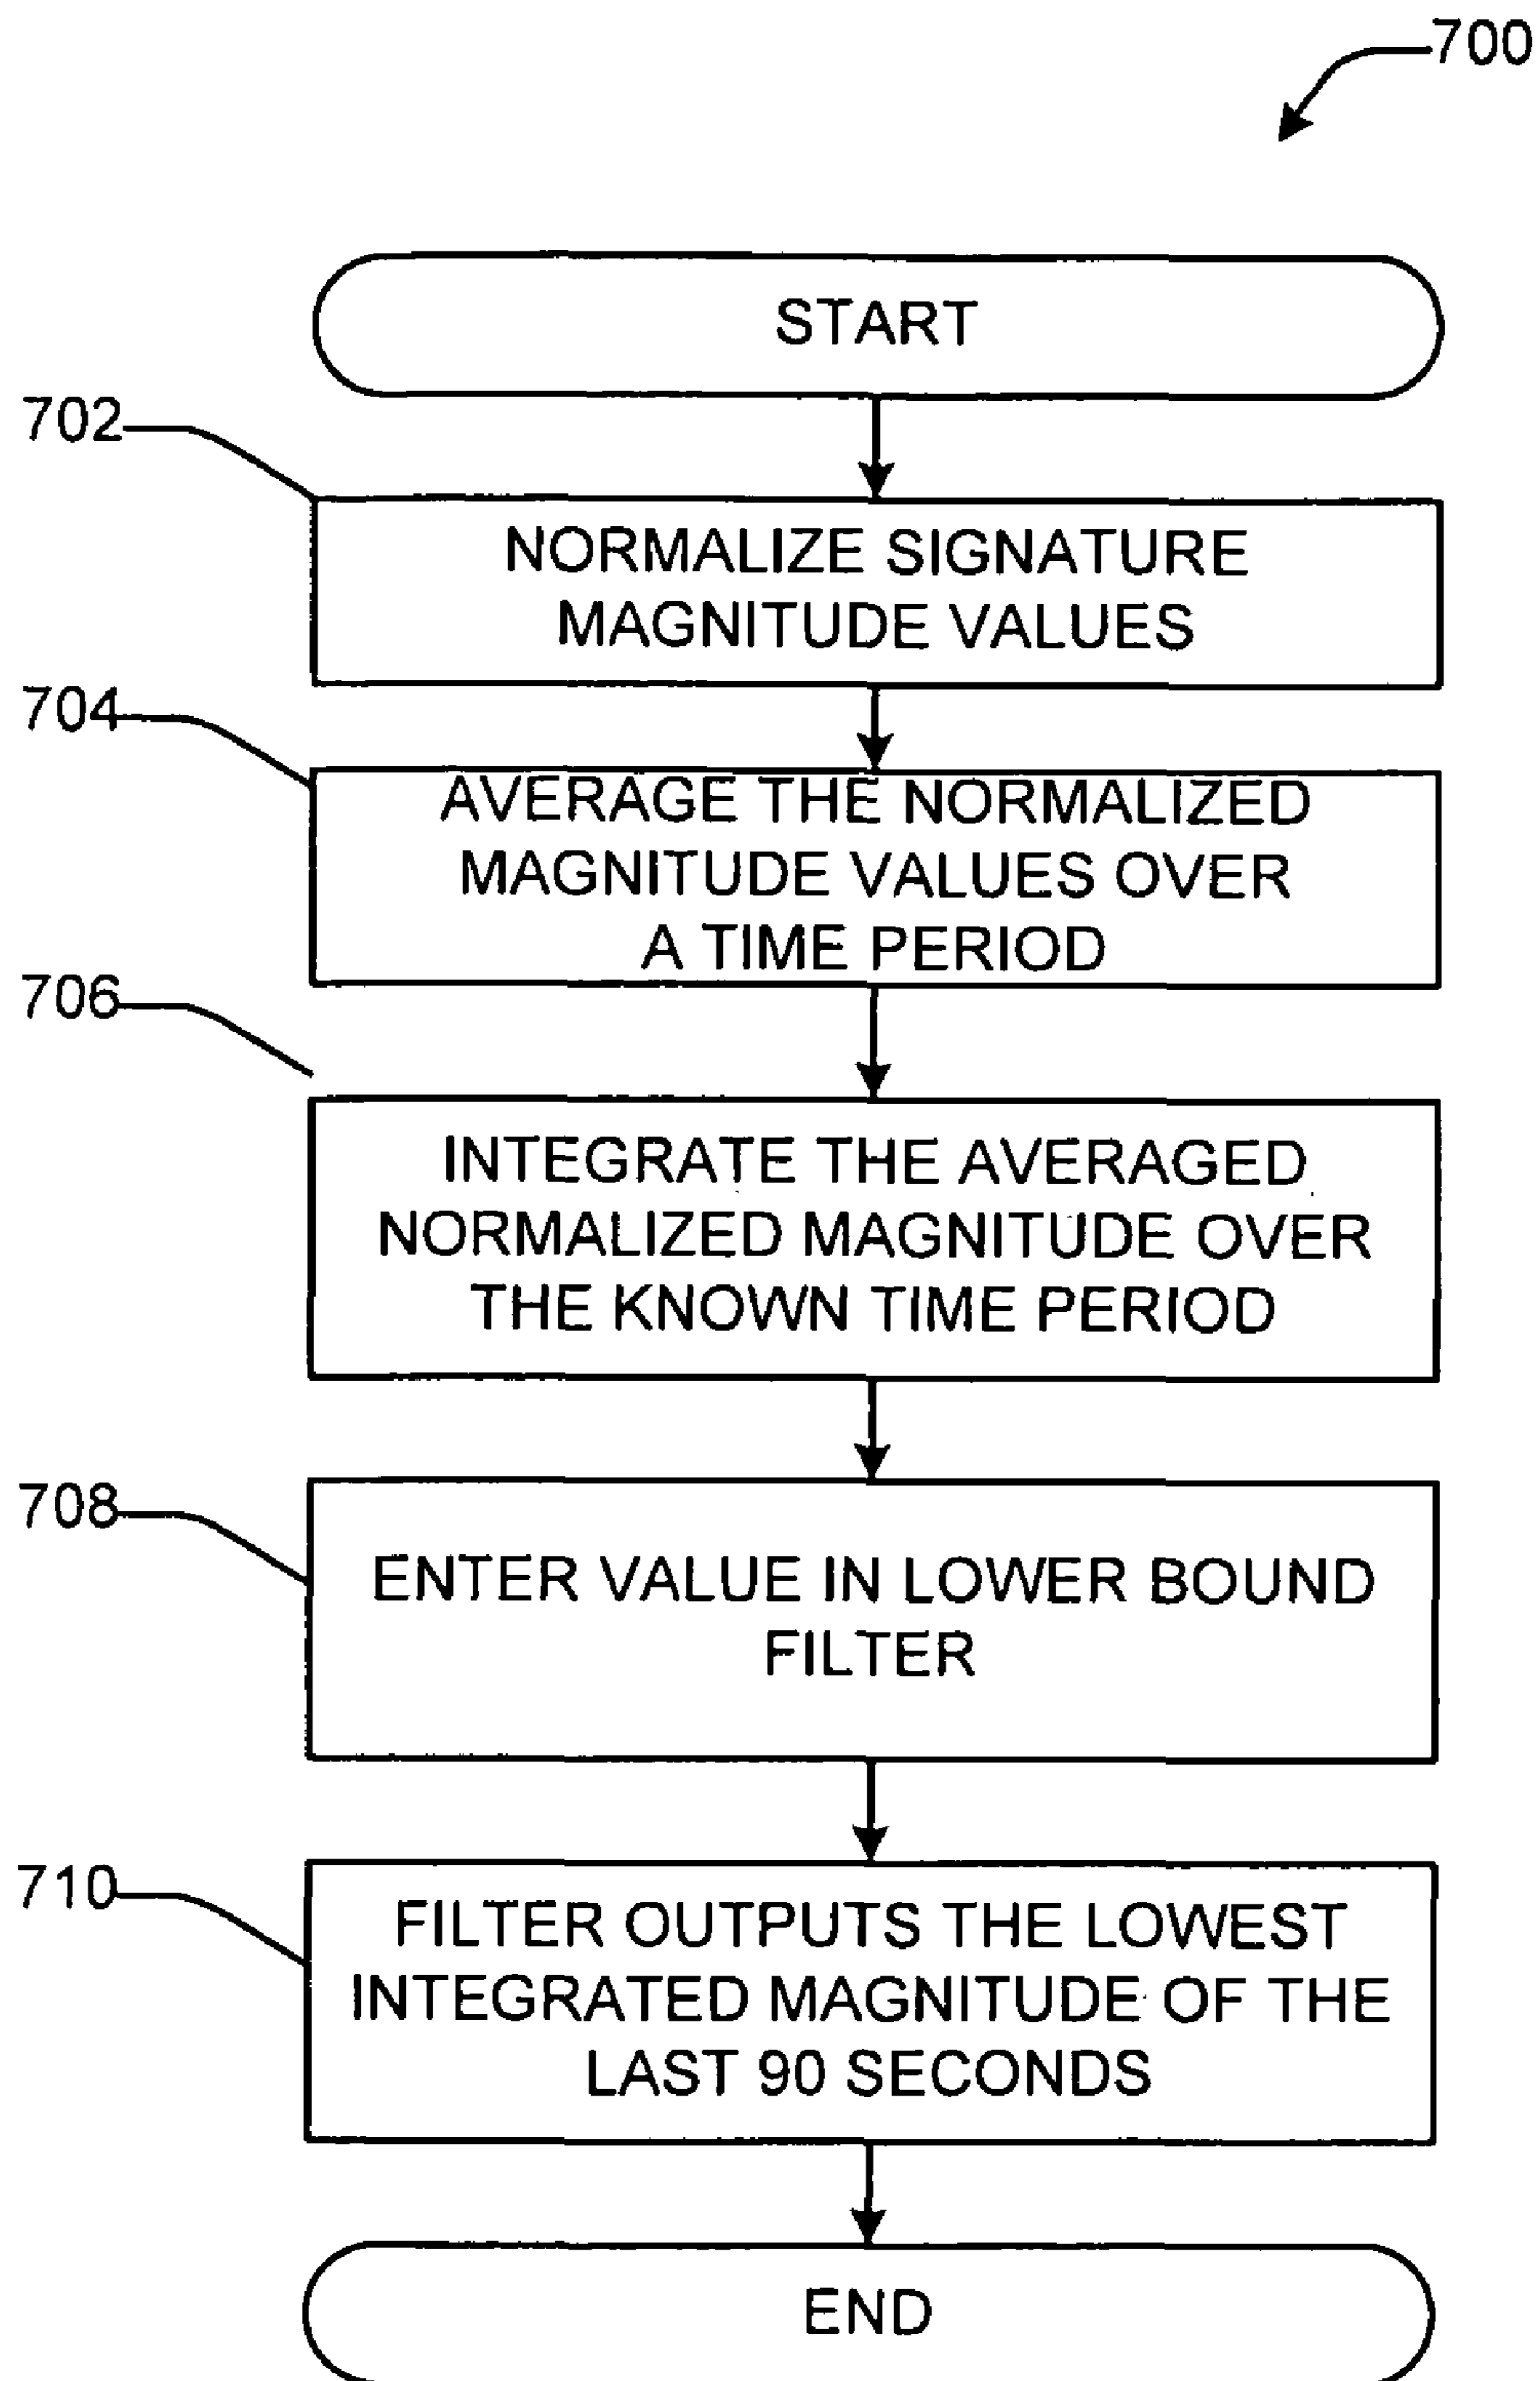 700
START
702
NORMALIZE SIGNATURE
MAGNITUDE VALUES
704
AVERAGE THE NORMALIZED
MAGNITUDE VALUES OVER
A TIME PERIOD
706
INTEGRATE THE AVERAGED
NORMALIZED MAGNITUDE OVER
THE KNOWN TIME PERIOD
708
ENTER VALUE IN LOWER BOUND
FILTER
710
FILTER OUTPUTS THE LOWEST
INTEGRATED MAGNITUDE OF THE
LAST 90 SECONDS
END